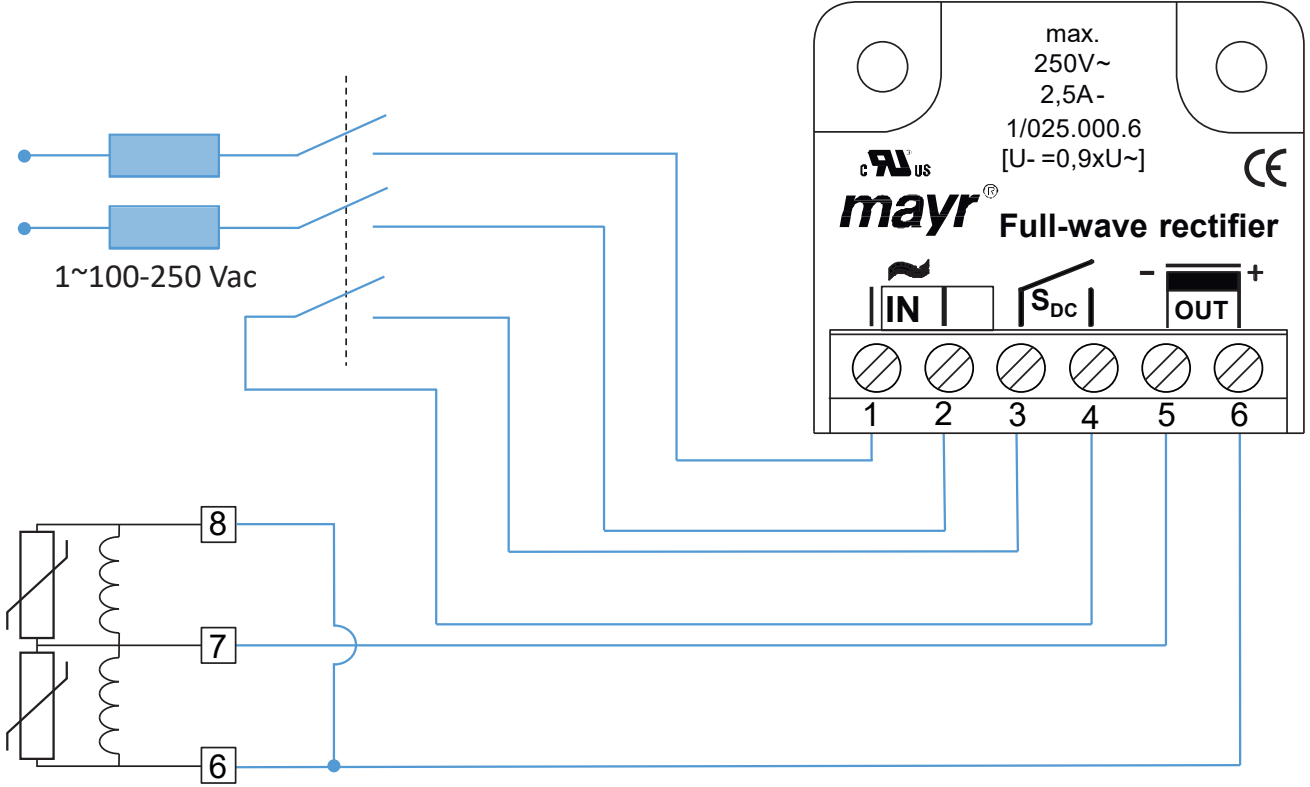 max.
250V~
2,5A-
1/025.000.6
[U- =0,9xU~]
c RU US
CE
mayr®
Full-wave rectifier
1~100-250 Vac
~
- +
IN
SDC
OUT
1 2 3 4 5 6
8
7
6